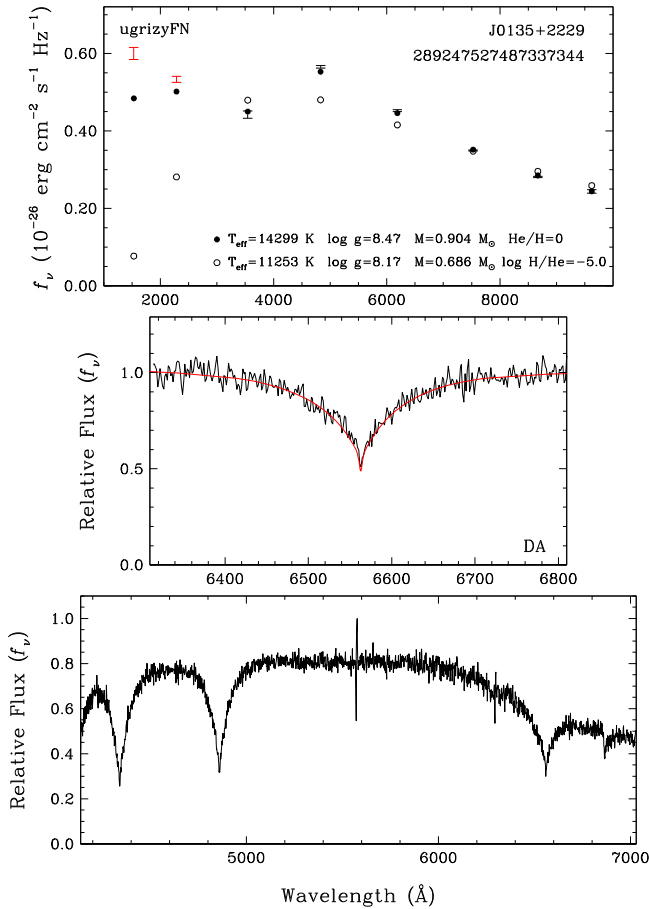 ugrizyFN
J0135+2229
289247527487337344
0.60
0.40
0.20
0.00
f_ν (10^−26 erg cm^−2 s^−1 Hz^−1)
● T_eff=14299 K log g=8.47 M=0.904 M_⊙ He/H=0
○ T_eff=11253 K log g=8.17 M=0.686 M_⊙ log H/He=−5.0
2000 4000 6000 8000
1.0
0.5
0.0
Relative Flux (f_ν)
DA
6400 6500 6600 6700 6800
1.0
0.8
0.6
0.4
0.2
0.0
Relative Flux (f_ν)
5000 6000 7000
Wavelength (Å)